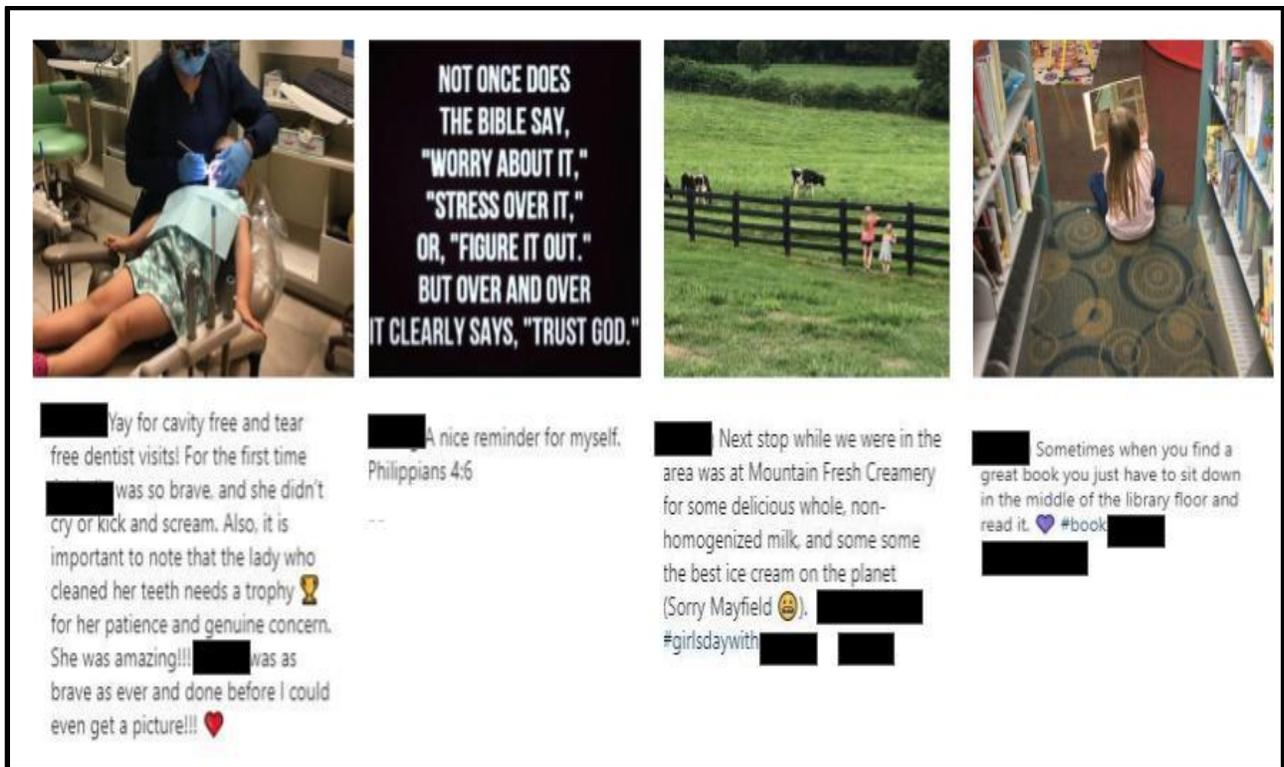 NOT ONCE DOES
THE BIBLE SAY,
"WORRY ABOUT IT,"
"STRESS OVER IT,"
OR, "FIGURE IT OUT."
BUT OVER AND OVER
IT CLEARLY SAYS, "TRUST GOD."
Yay for cavity free and tear
free dentist visits! For the first time
was so brave, and she didn't
cry or kick and scream. Also, it is
important to note that the lady who
cleaned her teeth needs a trophy 🏆
for her patience and genuine concern.
She was amazing!!! was as
brave as ever and done before I could
even get a picture!!! ❤️
A nice reminder for myself.
Philippians 4:6
Next stop while we were in the
area was at Mountain Fresh Creamery
for some delicious whole, non-
homogenized milk, and some some
the best ice cream on the planet
(Sorry Mayfield 😬).
#girlsdaywith
Sometimes when you find a
great book you just have to sit down
in the middle of the library floor and
read it. 💜 #book